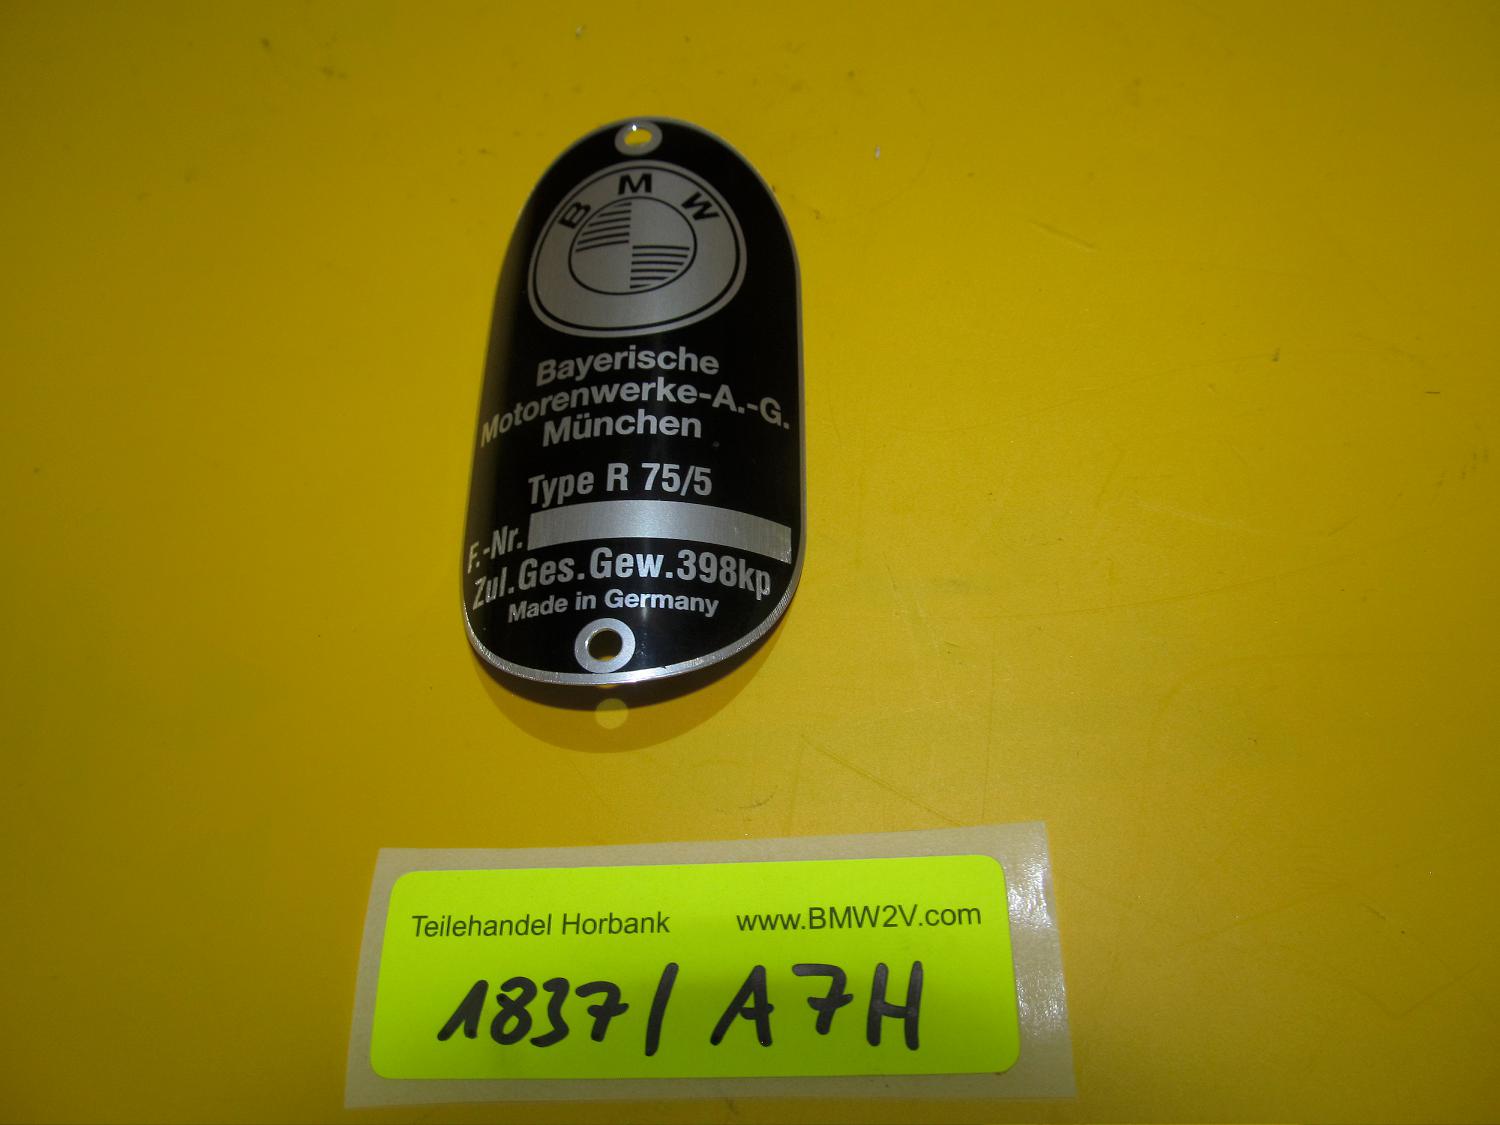 BMW
Bayerische
Motorenwerke-A.-G.
München
Type R 75/5
F.-Nr.
Zul.Ges.Gew.398kp
Made in Germany
Teilehandel Horbank www.BMW2V.com
1837/ A7H